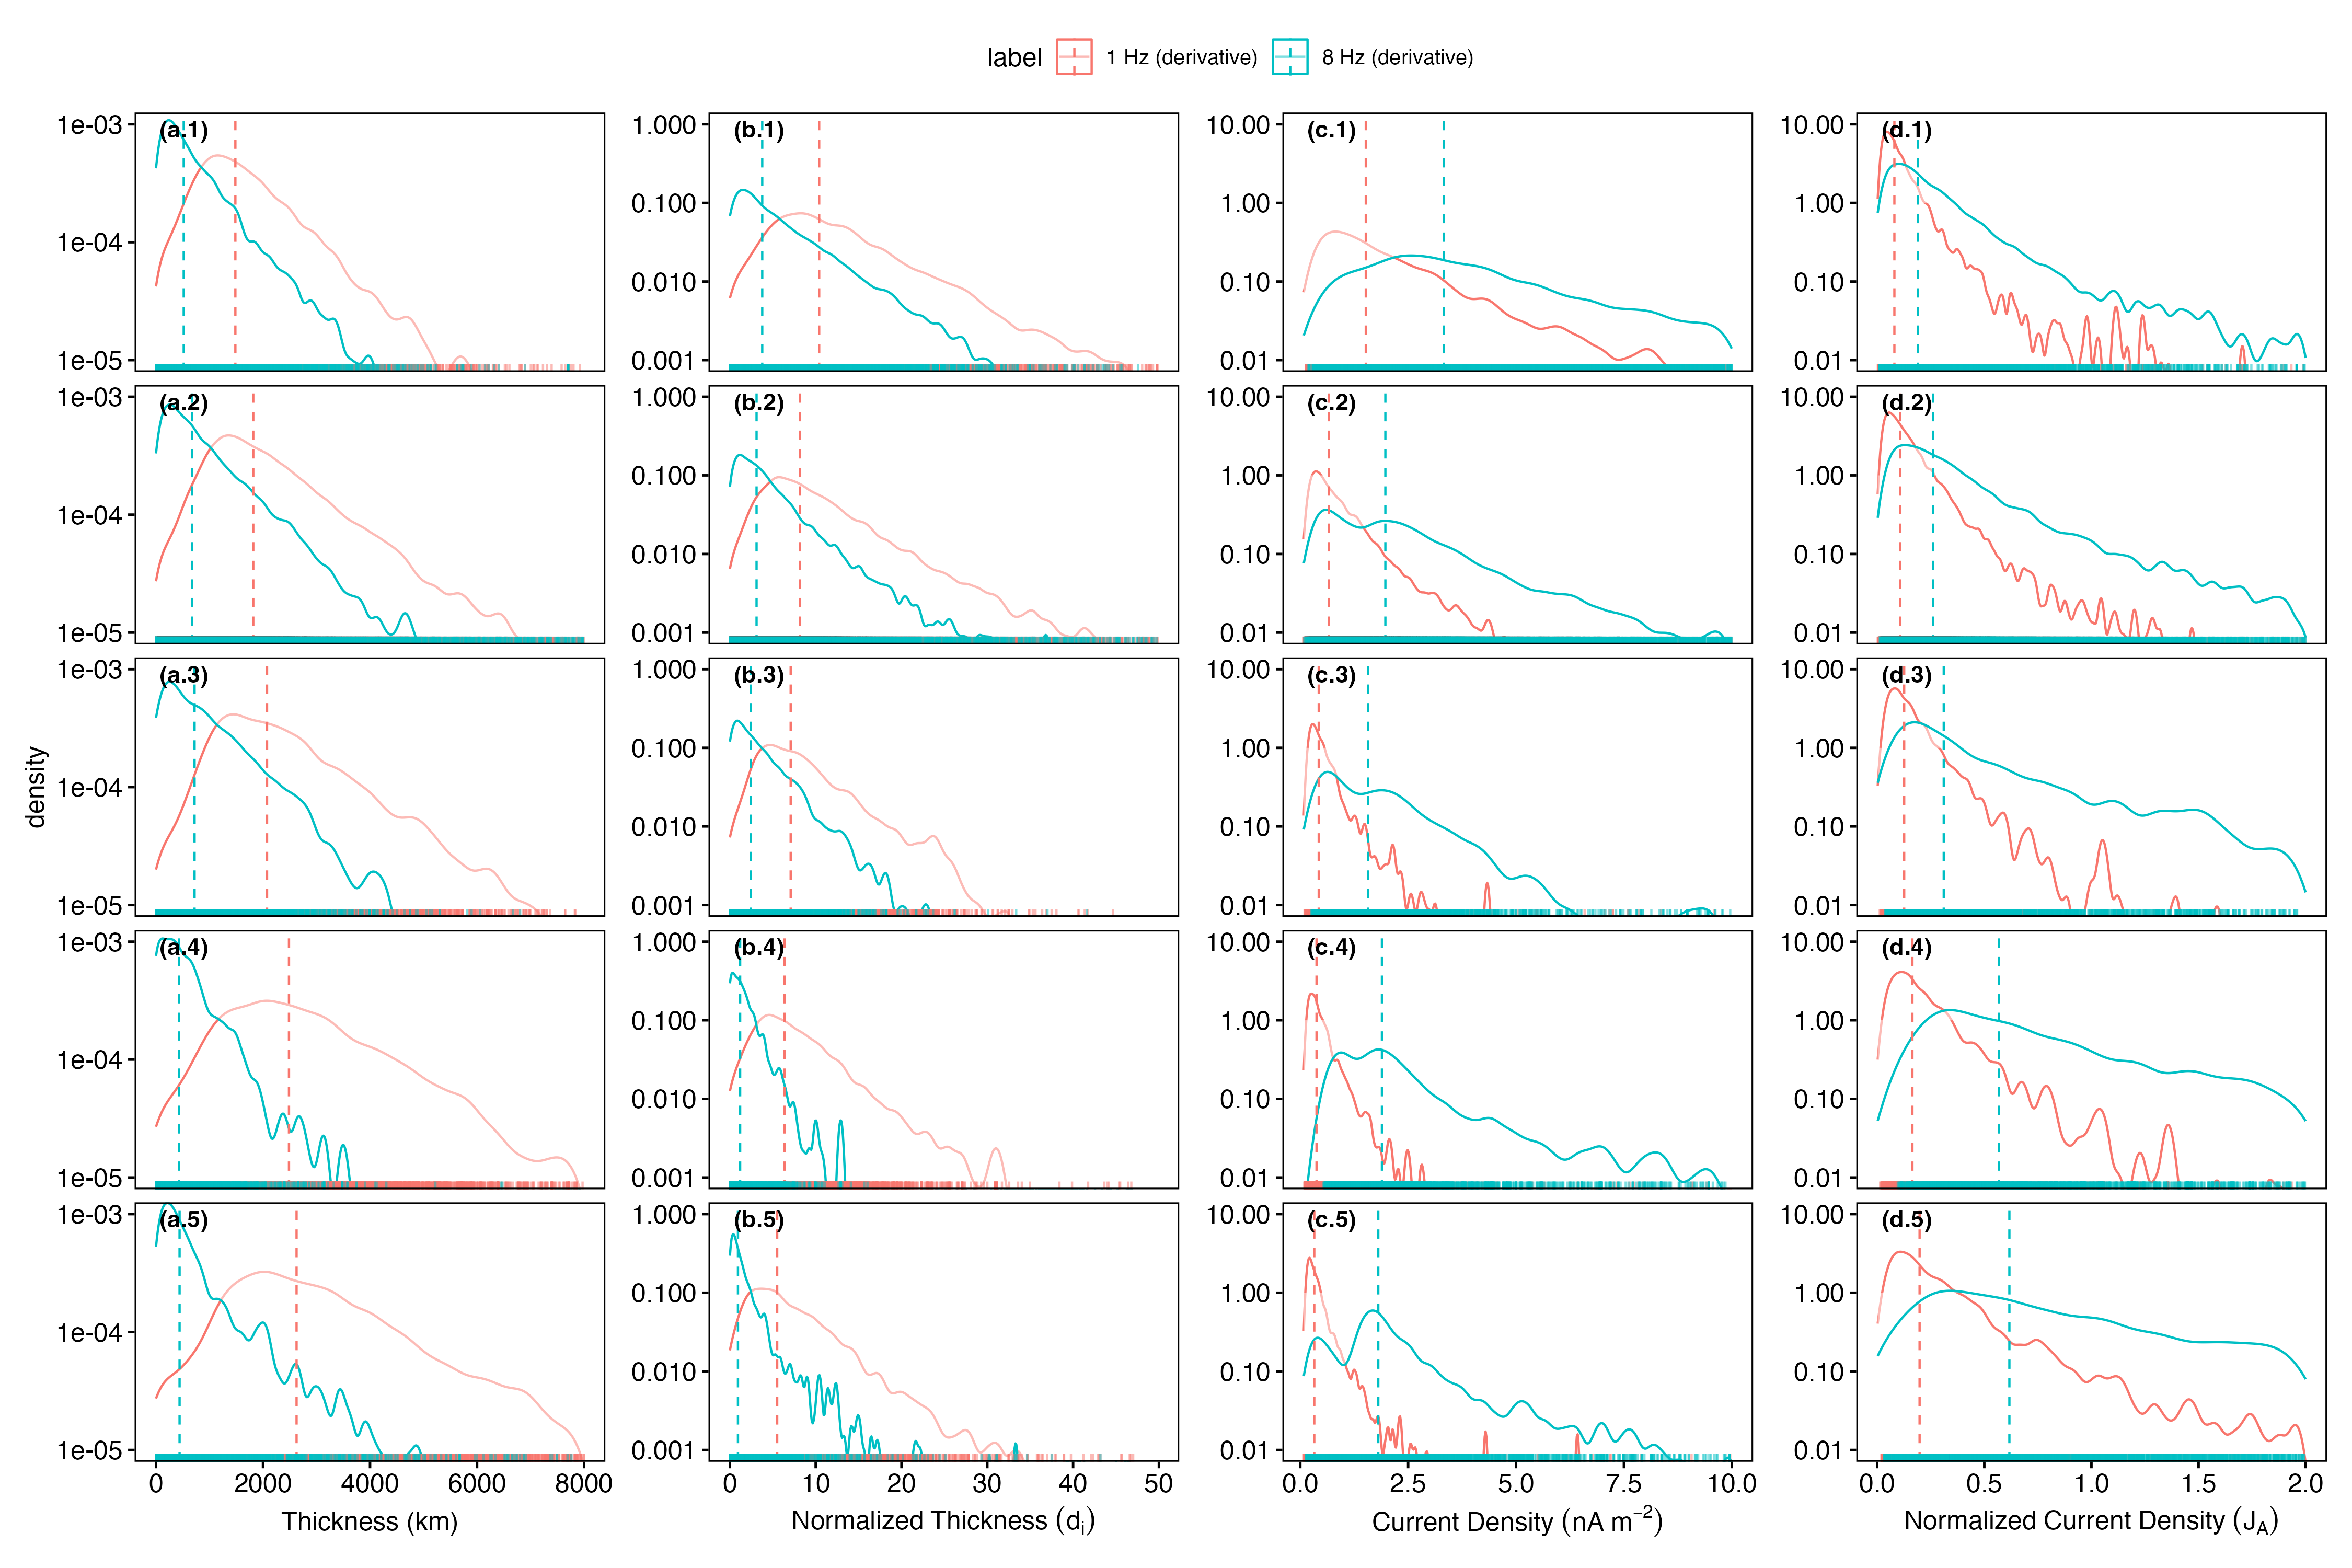 label 1 Hz (derivative) 8 Hz (derivative)
(a.1) (b.1) (c.1) (d.1)
1e-03 1.000 10.00 10.00
0.100 1.00 1.00
1e-04
0.010 0.10 0.10
1e-05 0.001 0.01 0.01
(a.2) (b.2) (c.2) (d.2)
1e-03 1.000 10.00 10.00
0.100 1.00 1.00
1e-04
0.010 0.10 0.10
1e-05 0.001 0.01 0.01
(a.3) (b.3) (c.3) (d.3)
1e-03 1.000 10.00 10.00
0.100 1.00 1.00
density
1e-04
0.010 0.10 0.10
1e-05 0.001 0.01 0.01
(a.4) (b.4) (c.4) (d.4)
1e-03 1.000 10.00 10.00
0.100 1.00 1.00
1e-04
0.010 0.10 0.10
1e-05 0.001 0.01 0.01
(a.5) (b.5) (c.5) (d.5)
1e-03 1.000 10.00 10.00
0.100 1.00 1.00
1e-04
0.010 0.10 0.10
1e-05 0.001 0.01 0.01
0 2000 4000 6000 8000 0 10 20 30 40 50 0.0 2.5 5.0 7.5 10.0 0.0 0.5 1.0 1.5 2.0
Thickness (km) Normalized Thickness (dᵢ) Current Density (nA m⁻²) Normalized Current Density (J_A)